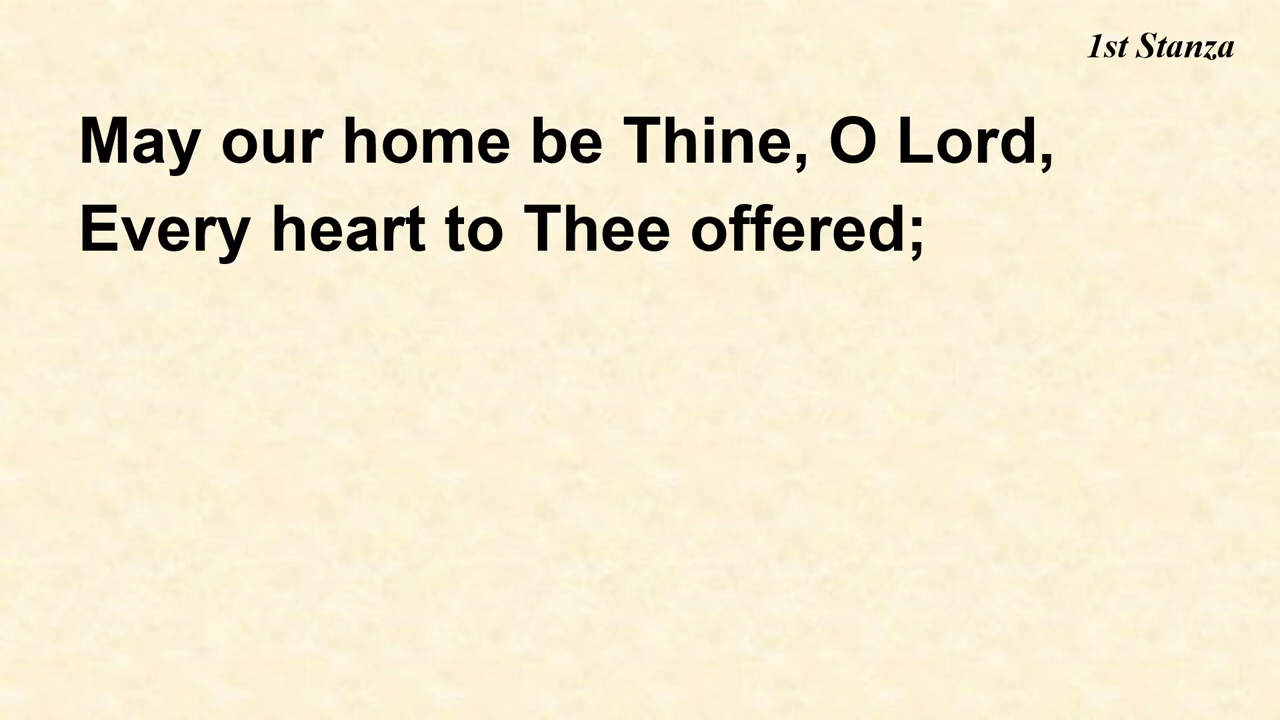 1st Stanza
May our home be Thine, O Lord,
Every heart to Thee offered;